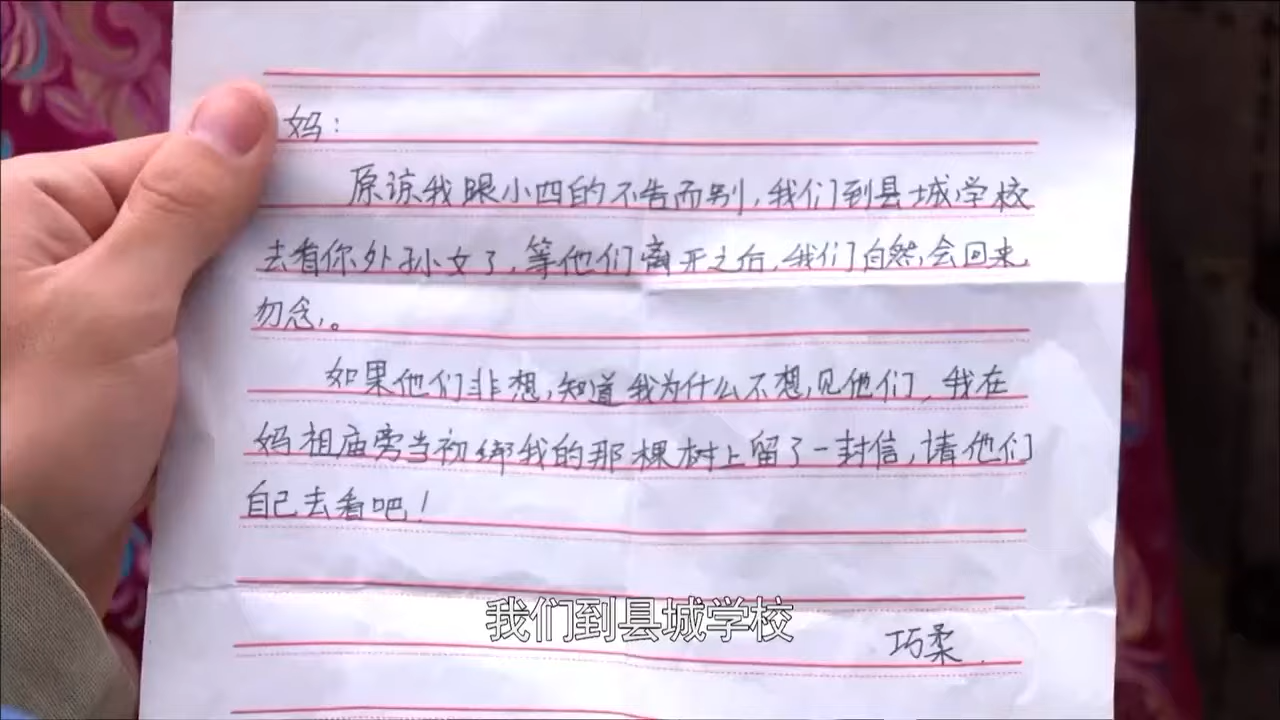 妈：
原谅我跟小四的不告而别，我们到县城学校
去看你外孙女了，等他们离开之后，我们自然会回来，
勿念。
如果他们非想知道我为什么不想见他们，我在
妈祖庙旁当初绑我的那棵树上留了一封信，请他们
自己去看吧！
我们到县城学校
巧柔